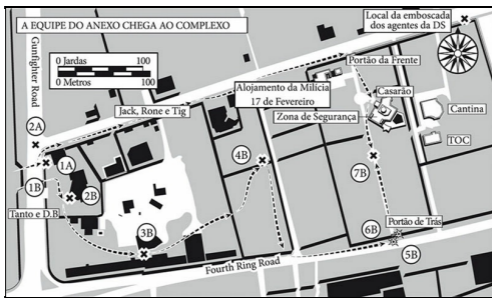 A EQUIPE DO ANEXO CHEGA AO COMPLEXO
Local da emboscada
dos agentes da DS
Gunfighter Road
0 Jardas 100
0 Metros 100
Portão da Frente
Alojamento da Milícia
17 de Fevereiro
Casarão
Jack, Rone e Tig
Zona de Segurança
Cantina
TOC
2A
1A
4B
7B
1B
2B
Tanto e D.B
3B
6B
Portão de Trás
5B
Fourth Ring Road